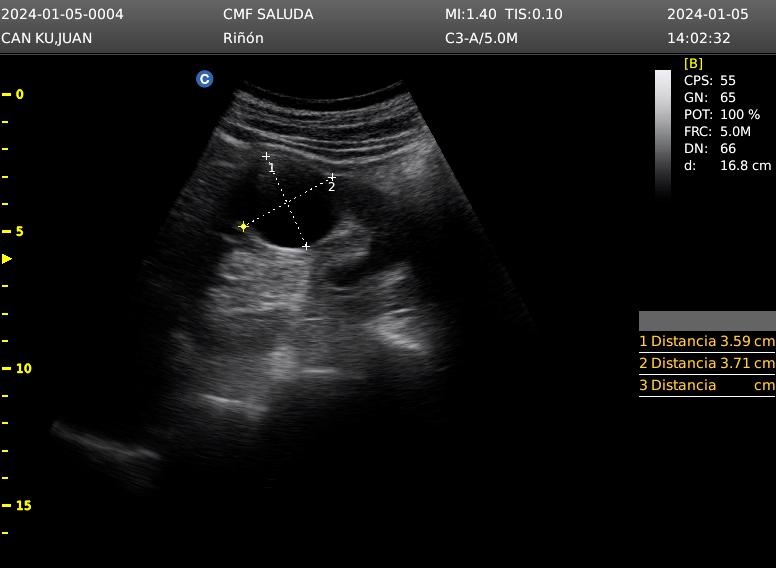 2024-01-05-0004 CMF SALUDA MI:1.40 TIS:0.10 2024-01-05
CAN KU,JUAN Riñón C3-A/5.0M 14:02:32
C
[B]
CPS: 55
GN: 65
POT: 100 %
FRC: 5.0M
DN: 66
d: 16.8 cm
0
1
2
5
10
15
1 Distancia 3.59 cm
2 Distancia 3.71 cm
3 Distancia cm